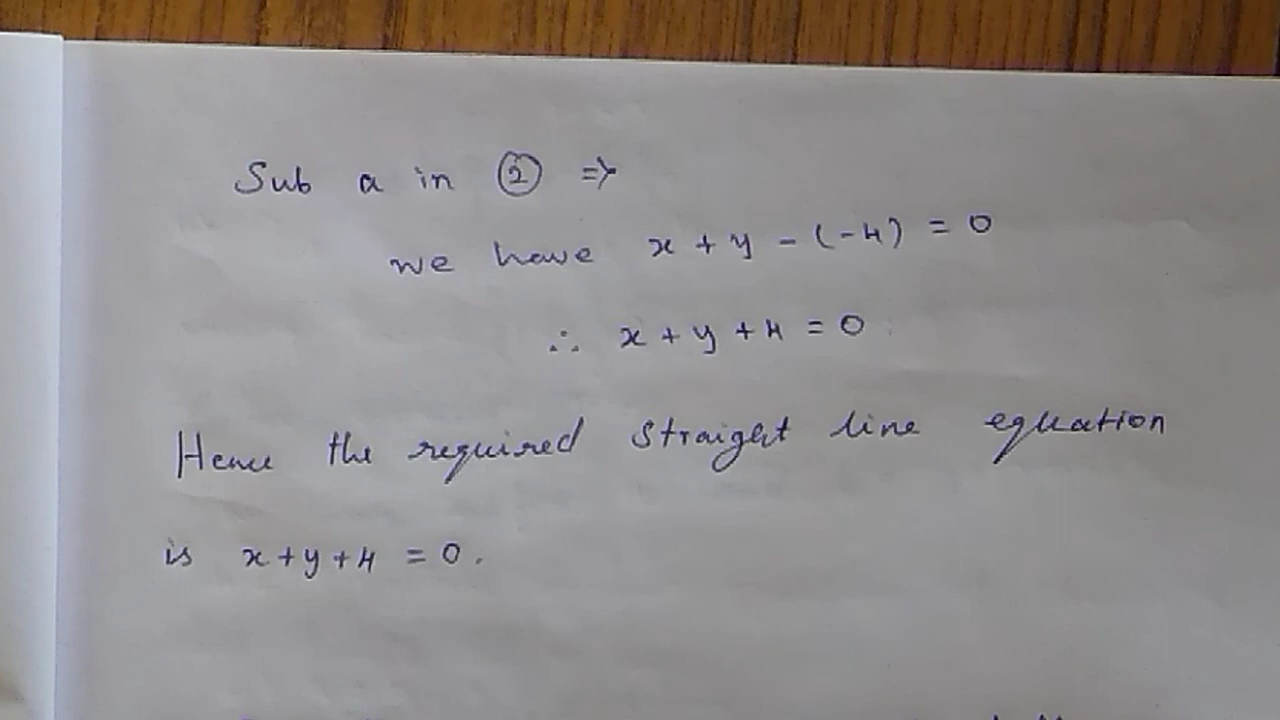 Sub a in ② ⇒
we have x + y - (-4) = 0
∴ x + y + 4 = 0
Hence the required straight line equation
is x + y + 4 = 0.